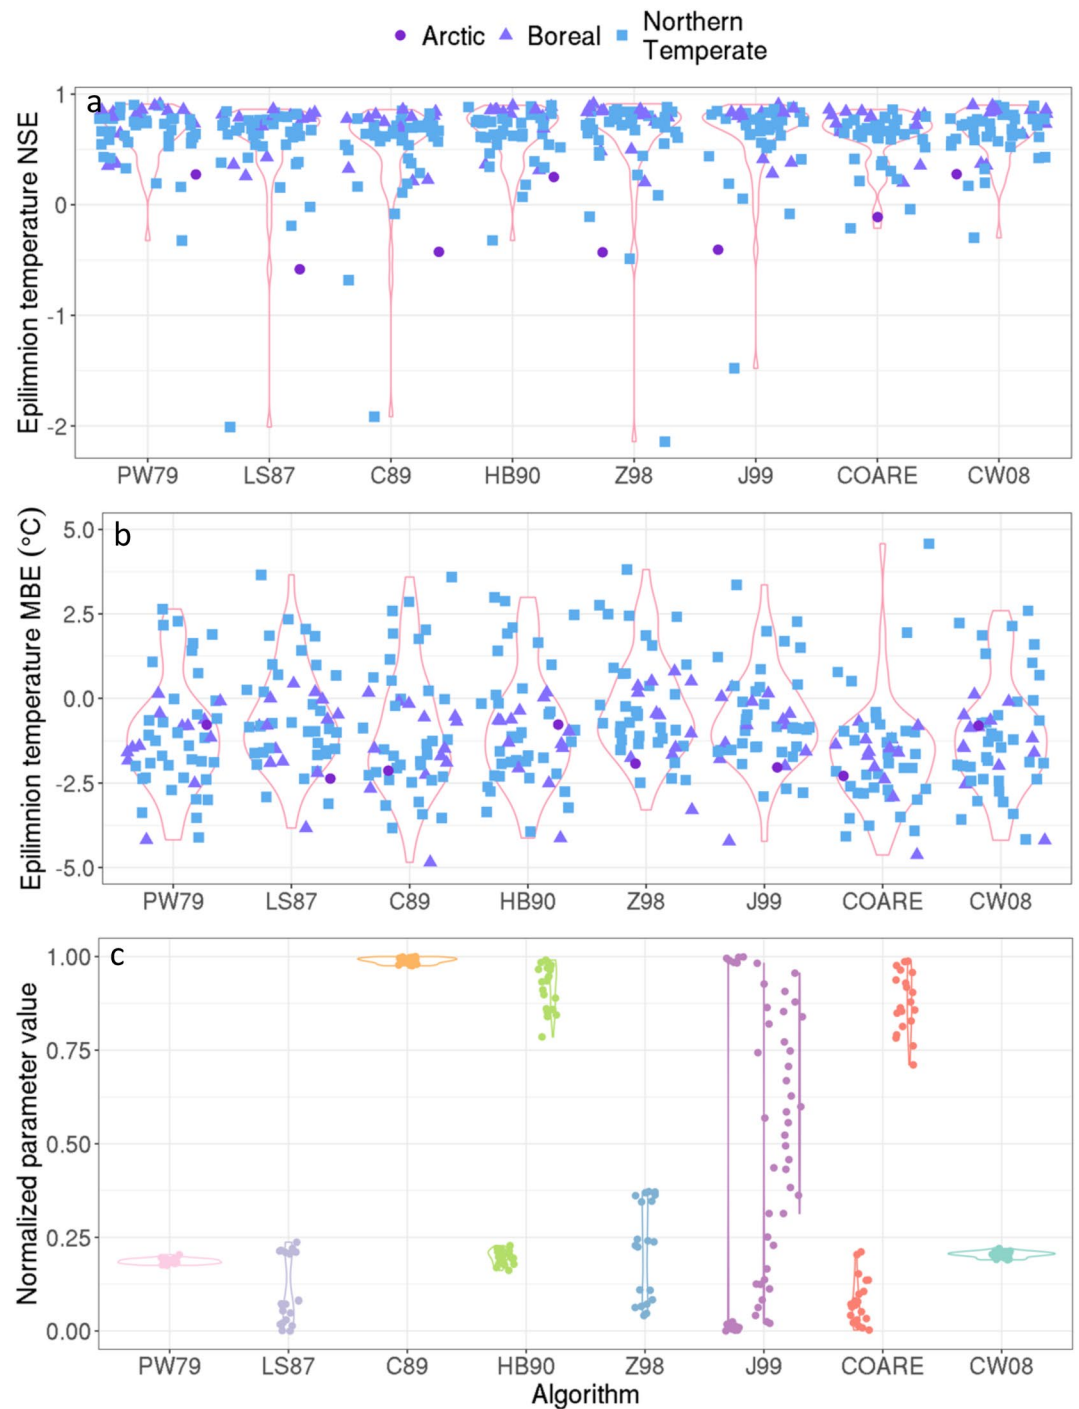 Arctic Boreal Northern Temperate
a
Epilimnion temperature NSE
1
0
-1
-2
PW79 LS87 C89 HB90 Z98 J99 COARE CW08
b
Epilimnion temperature MBE (°C)
5.0
2.5
0.0
-2.5
-5.0
PW79 LS87 C89 HB90 Z98 J99 COARE CW08
c
Normalized parameter value
1.00
0.75
0.50
0.25
0.00
PW79 LS87 C89 HB90 Z98 J99 COARE CW08
Algorithm